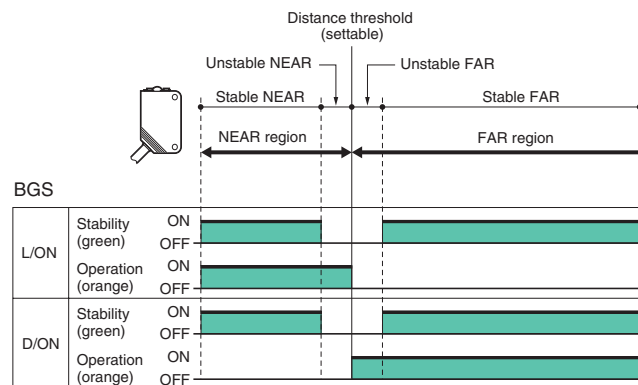 Distance threshold
(settable)
Unstable NEAR
Unstable FAR
Stable NEAR
Stable FAR
NEAR region
FAR region
BGS
L/ON
Stability
(green)
ON
OFF
Operation
(orange)
ON
OFF
D/ON
Stability
(green)
ON
OFF
Operation
(orange)
ON
OFF